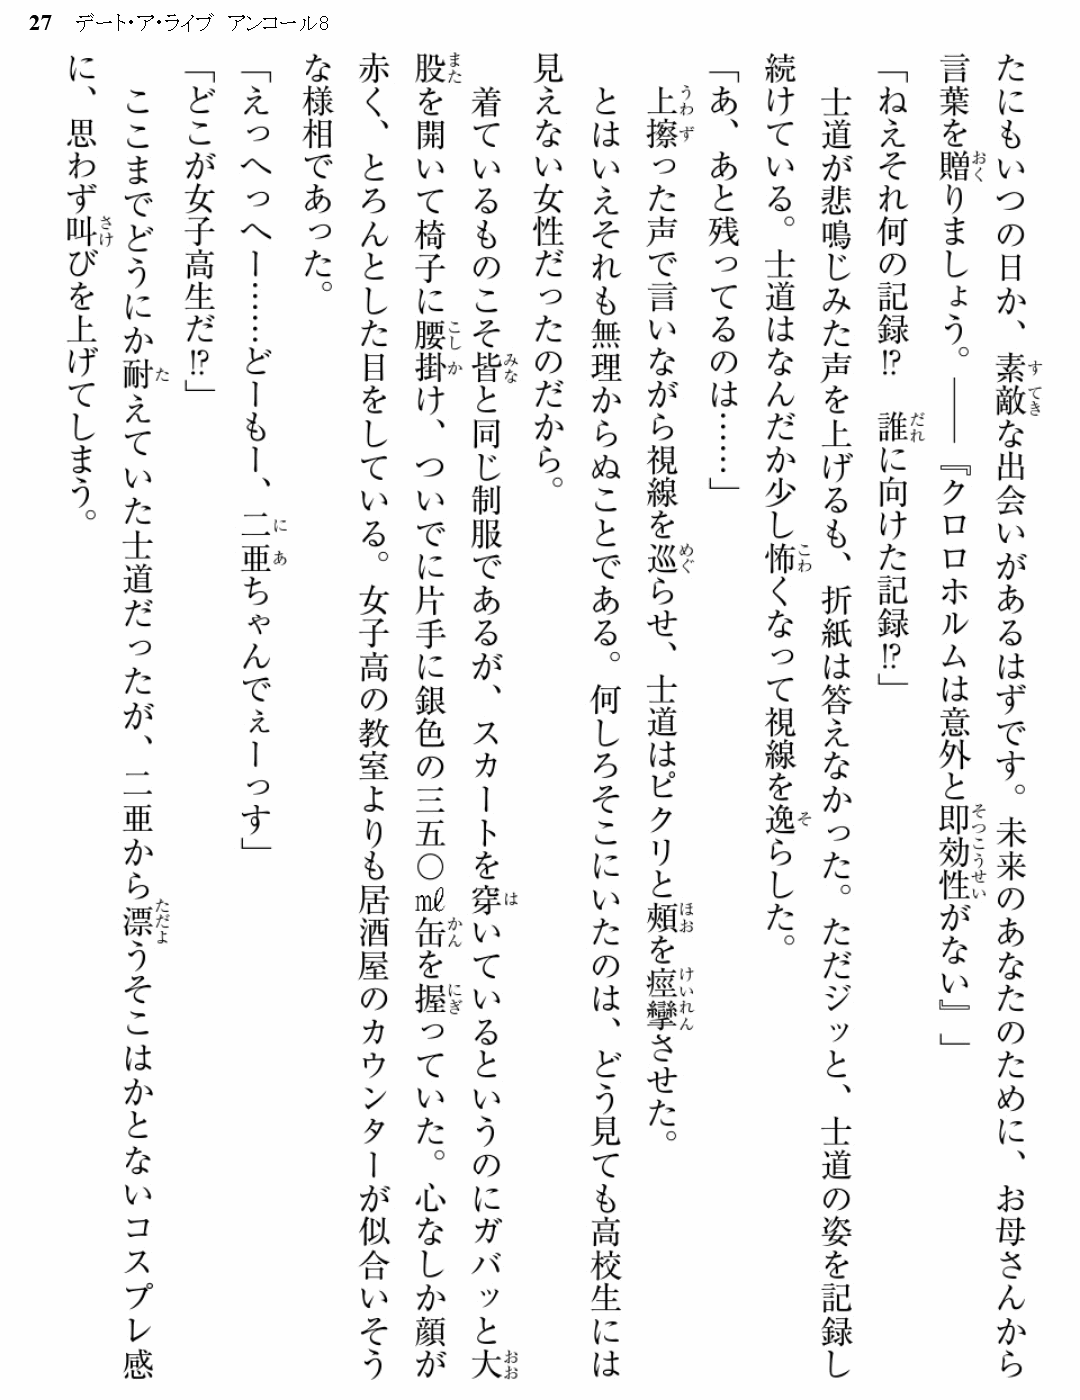 27 デート・ア・ライブ アンコール8
たにもいつの日か、素敵な出会いがあるはずです。未来のあなたのために、お母さんから
言葉を贈りましょう。――『クロロホルムは意外と即効性がない』」
「ねえそれ何の記録⁉ 誰に向けた記録⁉」
　士道が悲鳴じみた声を上げるも、折紙は答えなかった。ただジッと、士道の姿を記録し
続けている。士道はなんだか少し怖くなって視線を逸らした。
「あ、あと残ってるのは……」
　上擦った声で言いながら視線を巡らせ、士道はピクリと頰を痙攣させた。
　とはいえそれも無理からぬことである。何しろそこにいたのは、どう見ても高校生には
見えない女性だったのだから。
　着ているものこそ皆と同じ制服であるが、スカートを穿いているというのにガバッと大
股を開いて椅子に腰掛け、ついでに片手に銀色の三五〇㎖缶を握っていた。心なしか顔が
赤く、とろんとした目をしている。女子高の教室よりも居酒屋のカウンターが似合いそう
な様相であった。
「えっへっへー……どーもー、二亜ちゃんでぇーっす」
「どこが女子高生だ⁉」
　ここまでどうにか耐えていた士道だったが、二亜から漂うそこはかとないコスプレ感
に、思わず叫びを上げてしまう。